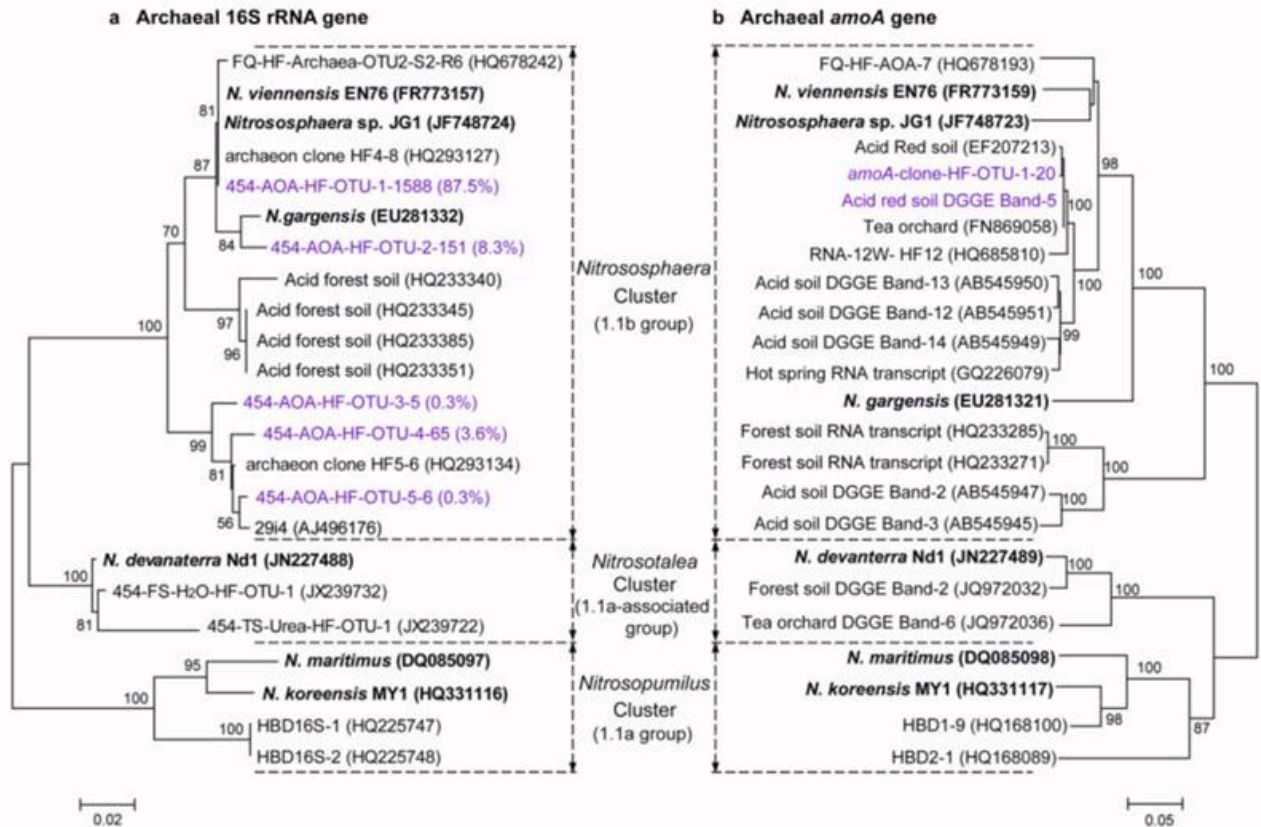 a Archaeal 16S rRNA gene
FQ-HF-Archaea-OTU2-S2-R6 (HQ678242)
N. viennensis EN76 (FR773157)
81
Nitrososphaera sp. JG1 (JF748724)
archaeon clone HF4-8 (HQ293127)
87
454-AOA-HF-OTU-1-1588 (87.5%)
N.gargensis (EU281332)
70
84
454-AOA-HF-OTU-2-151 (8.3%)
Acid forest soil (HQ233340)
Acid forest soil (HQ233345)
97
100
Acid forest soil (HQ233385)
96
Acid forest soil (HQ233351)
454-AOA-HF-OTU-3-5 (0.3%)
99
454-AOA-HF-OTU-4-65 (3.6%)
archaeon clone HF5-6 (HQ293134)
81
454-AOA-HF-OTU-5-6 (0.3%)
56
29i4 (AJ496176)
N. devanaterra Nd1 (JN227488)
100
454-FS-H2O-HF-OTU-1 (JX239732)
81
454-TS-Urea-HF-OTU-1 (JX239722)
95
N. maritimus (DQ085097)
N. koreensis MY1 (HQ331116)
100
100
HBD16S-1 (HQ225747)
HBD16S-2 (HQ225748)
0.02
Nitrososphaera
Cluster
(1.1b group)
Nitrosotalea
Cluster
(1.1a-associated
group)
Nitrosopumilus
Cluster
(1.1a group)
b Archaeal amoA gene
FQ-HF-AOA-7 (HQ678193)
N. viennensis EN76 (FR773159)
Nitrososphaera sp. JG1 (JF748723)
Acid Red soil (EF207213)
98
amoA-clone-HF-OTU-1-20
Acid red soil DGGE Band-5
100
Tea orchard (FN869058)
RNA-12W- HF12 (HQ685810)
100
Acid soil DGGE Band-13 (AB545950)
100
Acid soil DGGE Band-12 (AB545951)
99
Acid soil DGGE Band-14 (AB545949)
Hot spring RNA transcript (GQ226079)
100
N. gargensis (EU281321)
Forest soil RNA transcript (HQ233285)
100
Forest soil RNA transcript (HQ233271)
100
Acid soil DGGE Band-2 (AB545947)
100
Acid soil DGGE Band-3 (AB545945)
N. devanterra Nd1 (JN227489)
100
Forest soil DGGE Band-2 (JQ972032)
100
Tea orchard DGGE Band-6 (JQ972036)
N. maritimus (DQ085098)
100
N. koreensis MY1 (HQ331117)
98
HBD1-9 (HQ168100)
87
HBD2-1 (HQ168089)
0.05